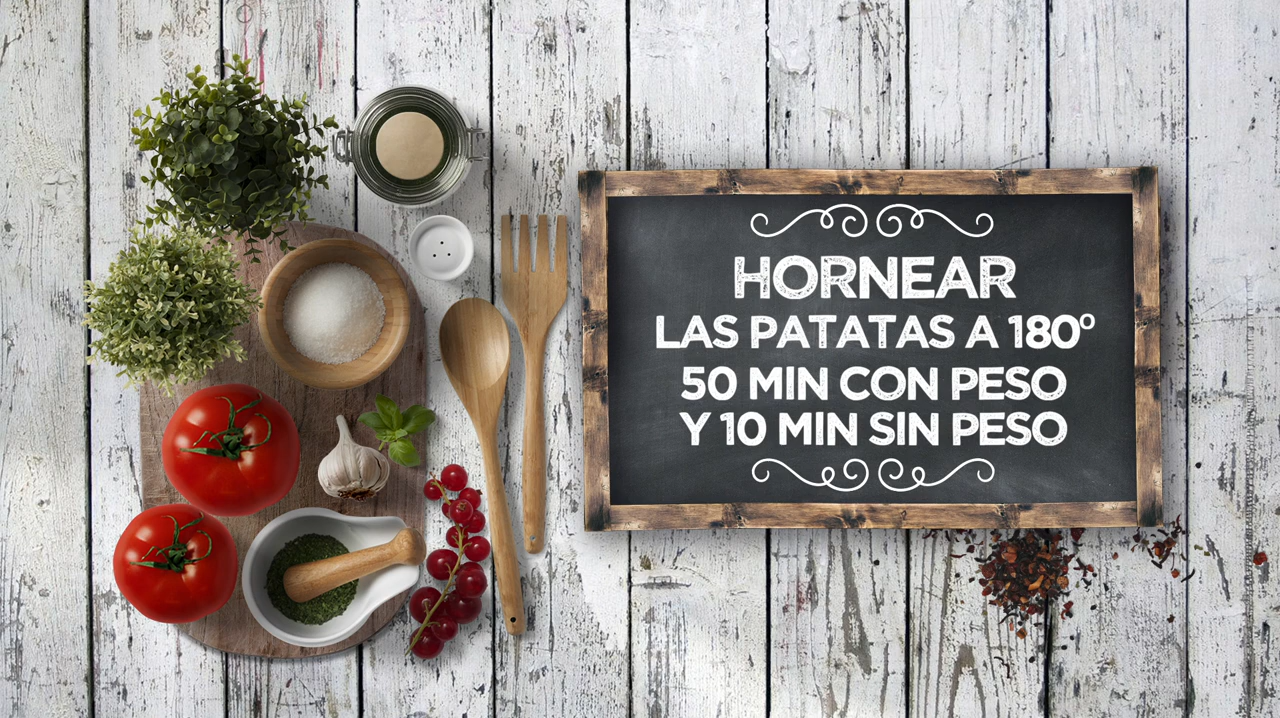 HORNEAR
LAS PATATAS A 180º
50 MIN CON PESO
Y 10 MIN SIN PESO